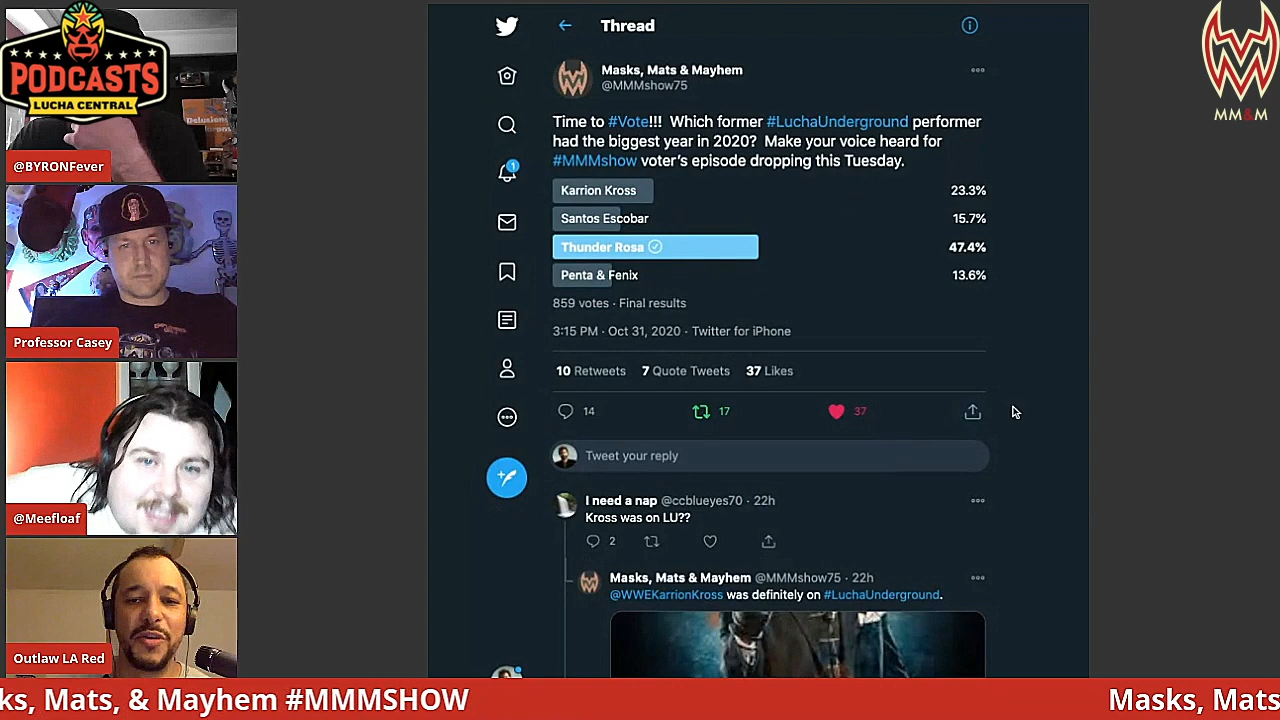 PODCASTS
LUCHA CENTRAL
@BYRONFever
Professor Casey
@Meefloaf
Outlaw LA Red
Thread
Masks, Mats & Mayhem
@MMMshow75
Time to #Vote!!! Which former #LuchaUnderground performer
had the biggest year in 2020? Make your voice heard for
#MMMshow voter's episode dropping this Tuesday.
Karrion Kross 23.3%
Santos Escobar 15.7%
Thunder Rosa 47.4%
Penta & Fenix 13.6%
859 votes · Final results
3:15 PM · Oct 31, 2020 · Twitter for iPhone
10 Retweets 7 Quote Tweets 37 Likes
14 17 37
Tweet your reply
I need a nap @ccblueyes70 · 22h
Kross was on LU??
2
Masks, Mats & Mayhem @MMMshow75 · 22h
@WWEKarrionKross was definitely on #LuchaUnderground.
1
MM&M
ks, Mats, & Mayhem #MMMSHOW
Masks, Mats